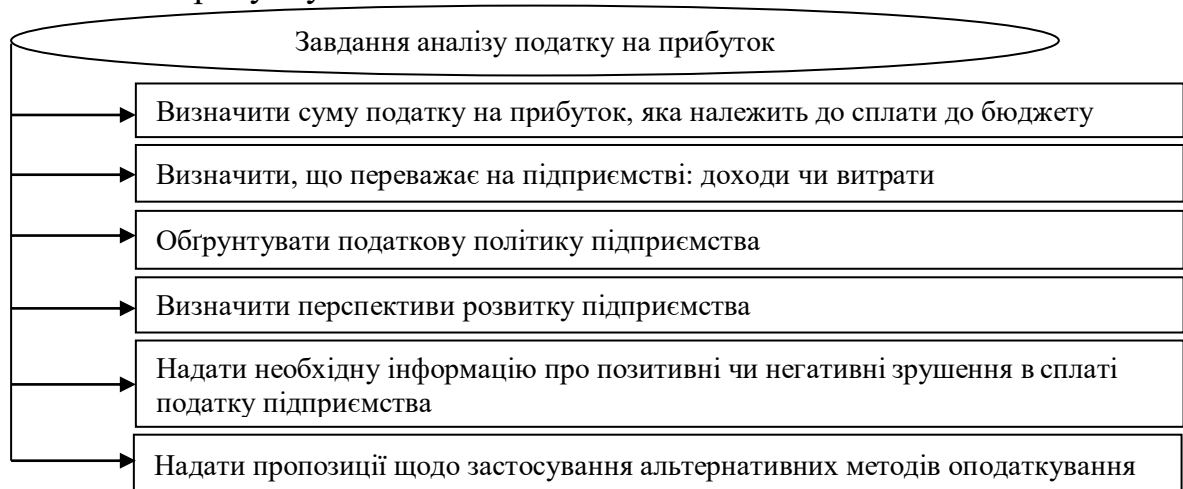 Завдання аналізу податку на прибуток
Визначити суму податку на прибуток, яка належить до сплати до бюджету
Визначити, що переважає на підприємстві: доходи чи витрати
Обґрунтувати податкову політику підприємства
Визначити перспективи розвитку підприємства
Надати необхідну інформацію про позитивні чи негативні зрушення в сплаті
податку підприємства
Надати пропозиції щодо застосування альтернативних методів оподаткування